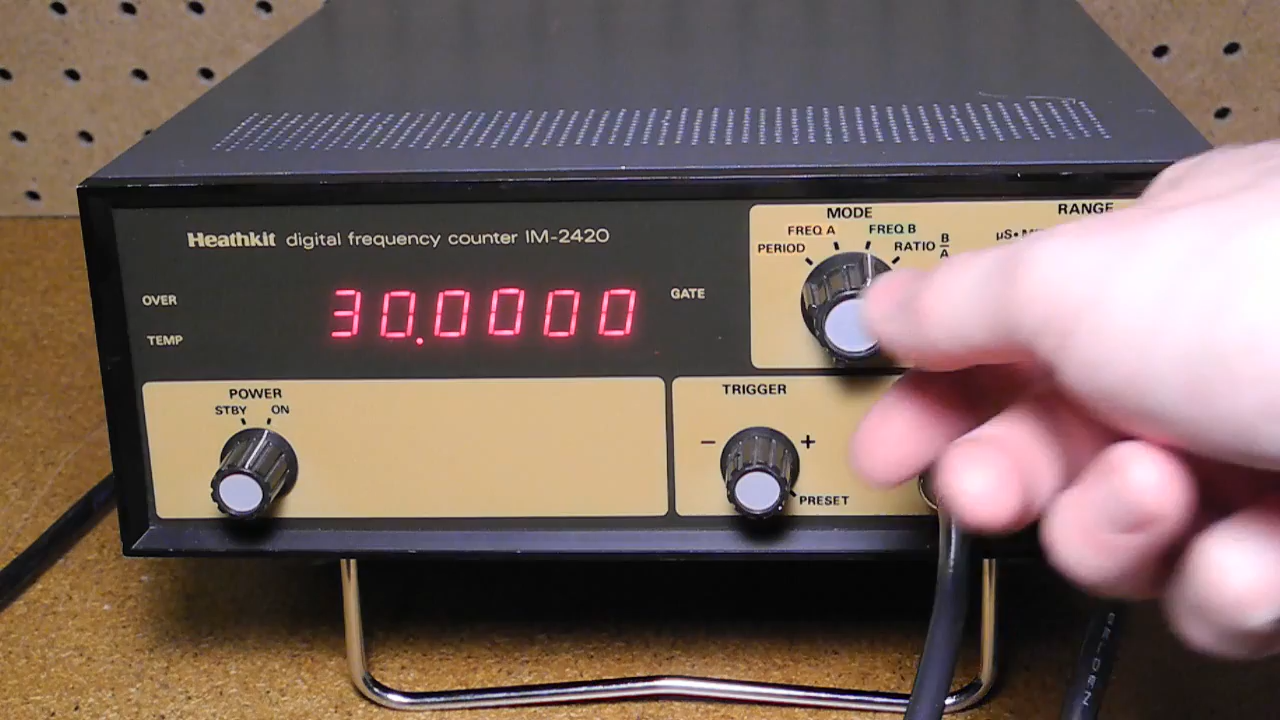 Heathkit digital frequency counter IM-2420
OVER
TEMP
30.0000
GATE
MODE
PERIOD
FREQ A
FREQ B
RATIO B/A
RANGE
POWER
STBY ON
TRIGGER
- +
PRESET
BELDEN